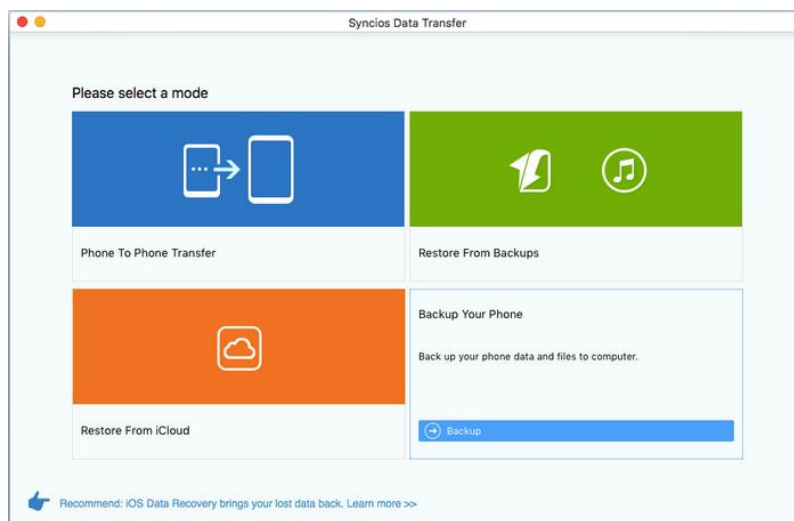 Syncios Data Transfer
Please select a mode
Phone To Phone Transfer
Restore From Backups
Restore From iCloud
Backup Your Phone
Back up your phone data and files to computer.
Backup
Recommend: iOS Data Recovery brings your lost data back. Learn more >>